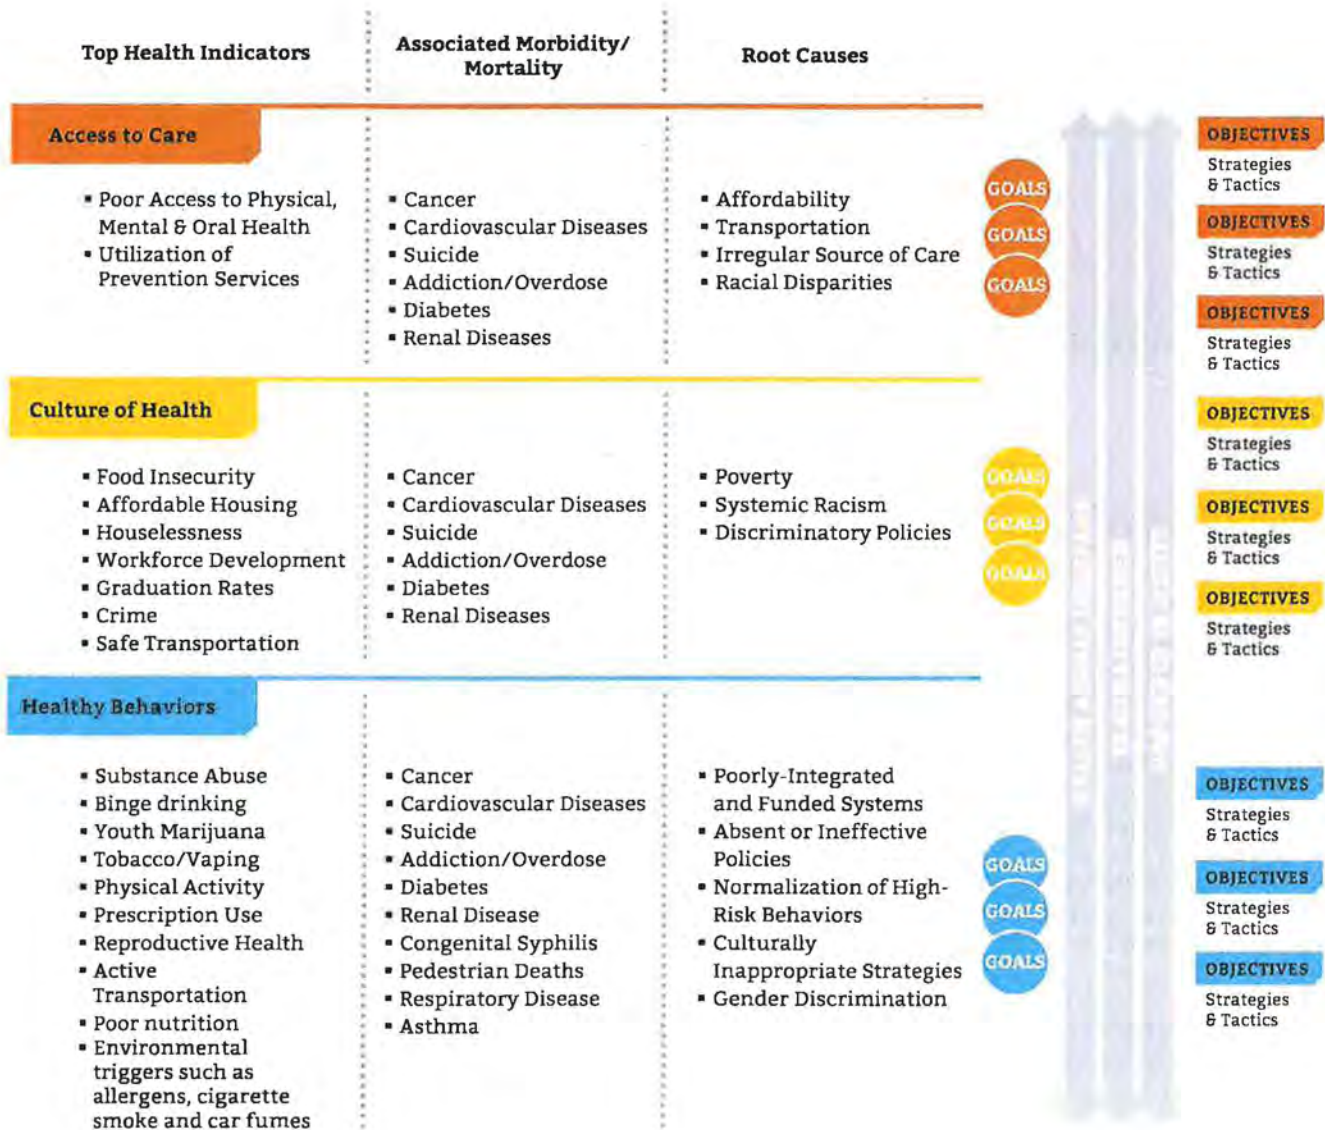 Top Health Indicators
Associated Morbidity/
Mortality
Root Causes
Access to Care
▪ Poor Access to Physical,
Mental & Oral Health
▪ Utilization of
Prevention Services
▪ Cancer
▪ Cardiovascular Diseases
▪ Suicide
▪ Addiction/Overdose
▪ Diabetes
▪ Renal Diseases
▪ Affordability
▪ Transportation
▪ Irregular Source of Care
▪ Racial Disparities
GOALS
GOALS
GOALS
OBJECTIVES
Strategies
& Tactics
OBJECTIVES
Strategies
& Tactics
OBJECTIVES
Strategies
& Tactics
Culture of Health
▪ Food Insecurity
▪ Affordable Housing
▪ Houselessness
▪ Workforce Development
▪ Graduation Rates
▪ Crime
▪ Safe Transportation
▪ Cancer
▪ Cardiovascular Diseases
▪ Suicide
▪ Addiction/Overdose
▪ Diabetes
▪ Renal Diseases
▪ Poverty
▪ Systemic Racism
▪ Discriminatory Policies
GOALS
GOALS
GOALS
OBJECTIVES
Strategies
& Tactics
OBJECTIVES
Strategies
& Tactics
OBJECTIVES
Strategies
& Tactics
Healthy Behaviors
▪ Substance Abuse
▪ Binge drinking
▪ Youth Marijuana
▪ Tobacco/Vaping
▪ Physical Activity
▪ Prescription Use
▪ Reproductive Health
▪ Active
Transportation
▪ Poor nutrition
▪ Environmental
triggers such as
allergens, cigarette
smoke and car fumes
▪ Cancer
▪ Cardiovascular Diseases
▪ Suicide
▪ Addiction/Overdose
▪ Diabetes
▪ Renal Disease
▪ Congenital Syphilis
▪ Pedestrian Deaths
▪ Respiratory Disease
▪ Asthma
▪ Poorly-Integrated
and Funded Systems
▪ Absent or Ineffective
Policies
▪ Normalization of High-
Risk Behaviors
▪ Culturally
Inappropriate Strategies
▪ Gender Discrimination
GOALS
GOALS
GOALS
OBJECTIVES
Strategies
& Tactics
OBJECTIVES
Strategies
& Tactics
OBJECTIVES
Strategies
& Tactics